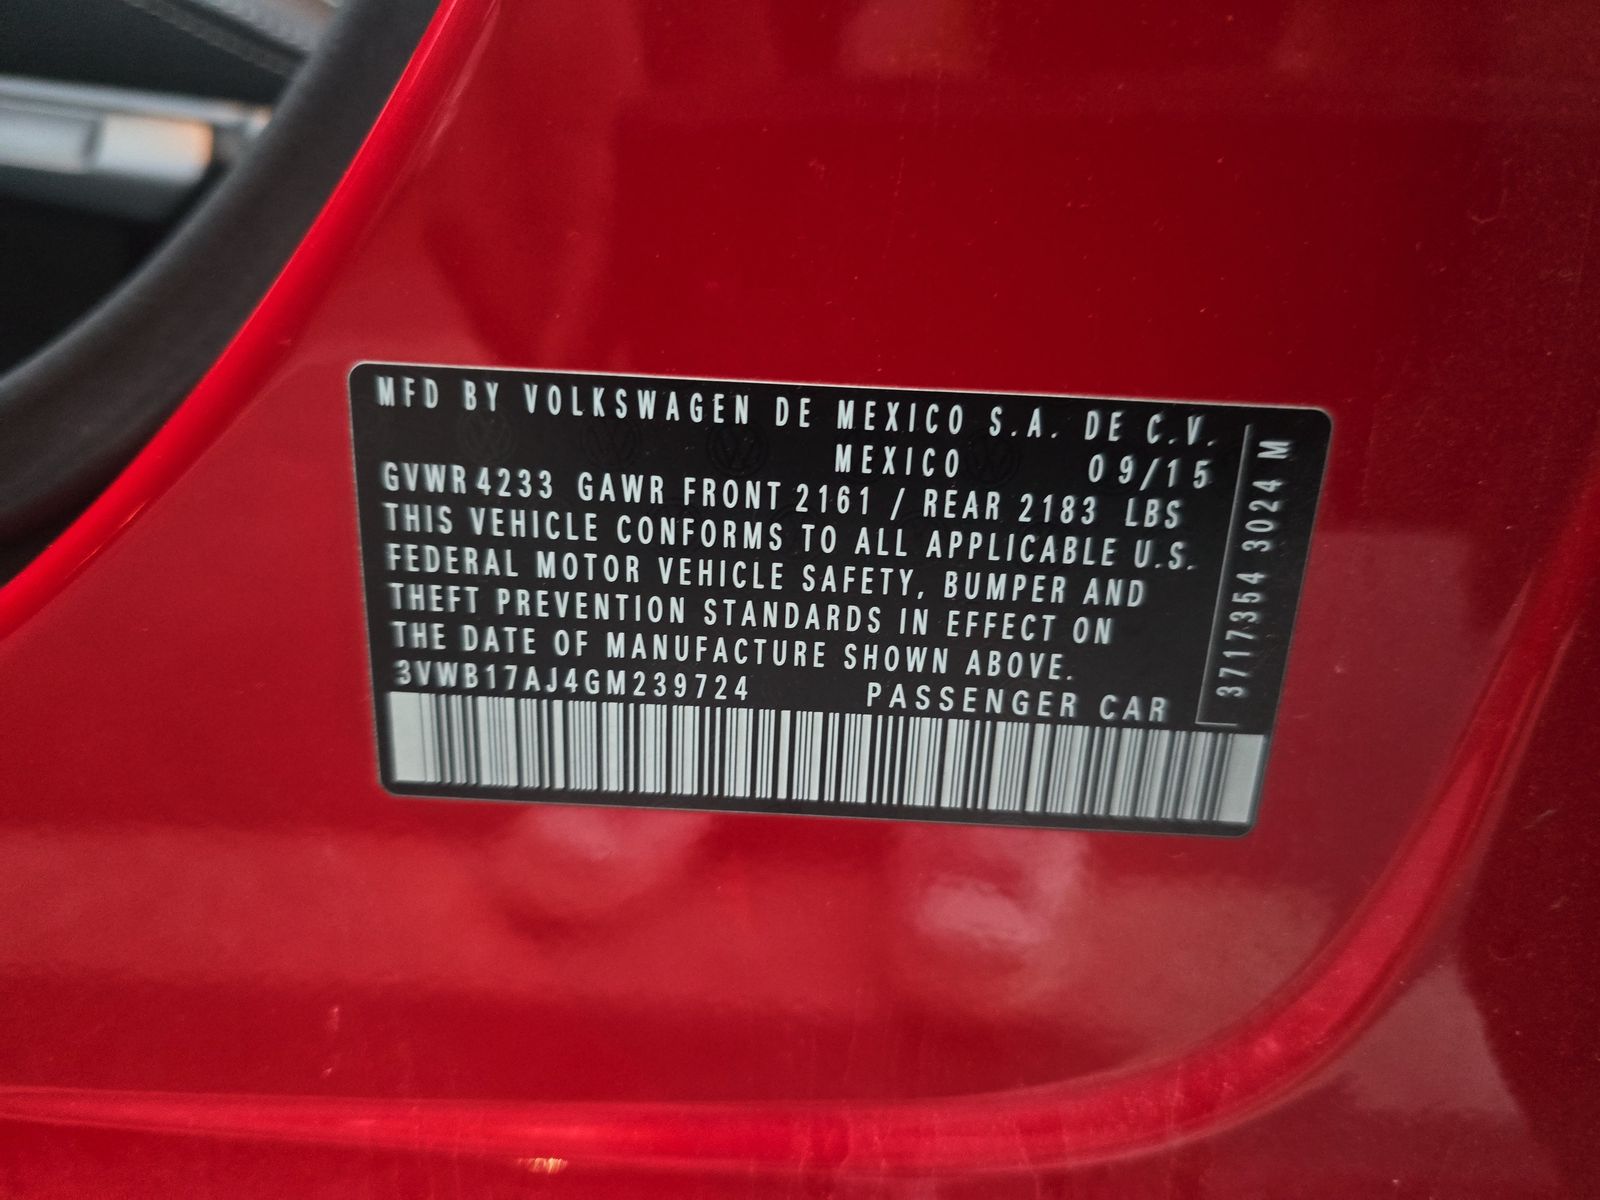 MFD BY VOLKSWAGEN DE MEXICO S.A. DE C.V.
MEXICO 09/15
GVWR 4233 GAWR FRONT 2161 / REAR 2183 LBS
THIS VEHICLE CONFORMS TO ALL APPLICABLE U.S.
FEDERAL MOTOR VEHICLE SAFETY, BUMPER AND
THEFT PREVENTION STANDARDS IN EFFECT ON
THE DATE OF MANUFACTURE SHOWN ABOVE.
3VWB17AJ4GM239724 PASSENGER CAR
3717354 3024 M